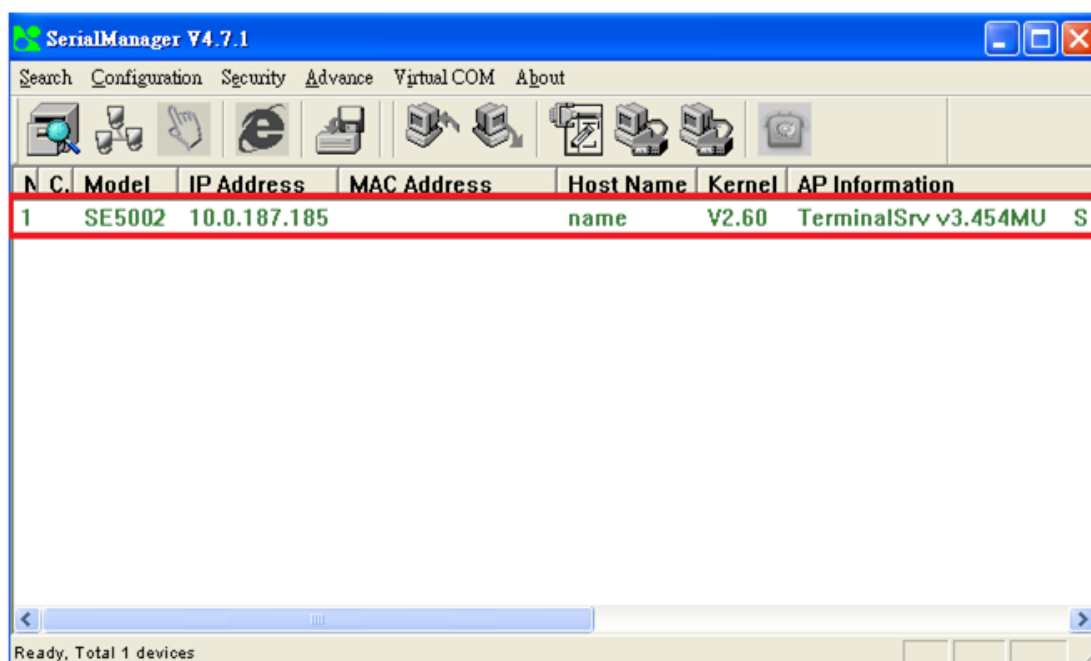 SerialManager V4.7.1
Search Configuration Security Advance Virtual COM About
N C. Model IP Address MAC Address Host Name Kernel AP Information
1 SE5002 10.0.187.185 name V2.60 TerminalSrv v3.454MU S
Ready, Total 1 devices